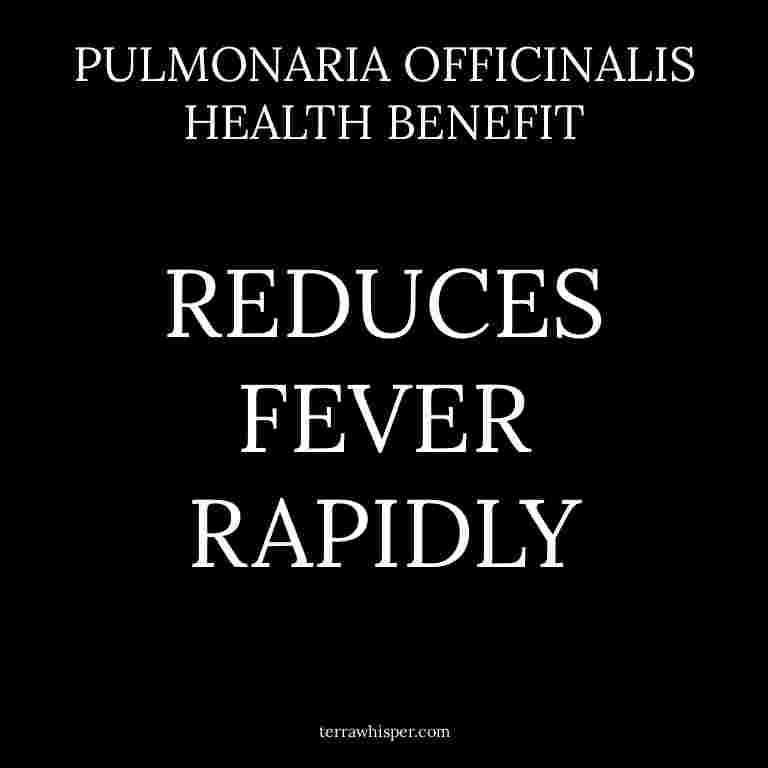 PULMONARIA OFFICINALIS
HEALTH BENEFIT
REDUCES
FEVER
RAPIDLY
terrawhisper.com